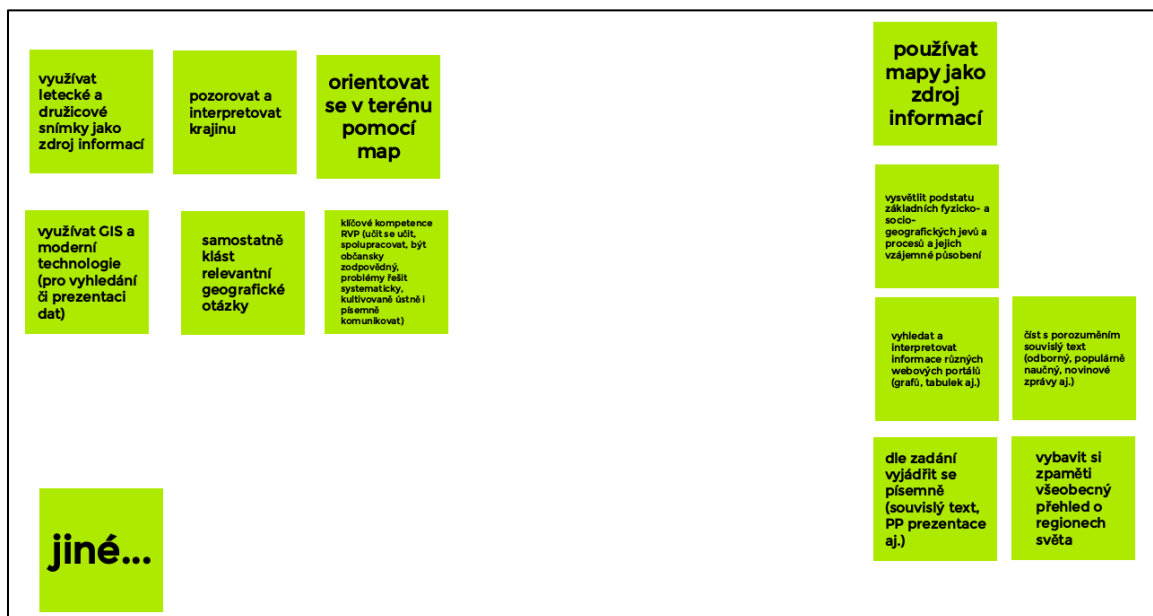 využívat
letecké a
družicové
snímky jako
zdroj informací
pozorovat a
interpretovat
krajinu
orientovat
se v terénu
pomocí
map
používat
mapy jako
zdroj
informací
vysvětlit podstatu
základních fyzicko- a
socio-
geografických jevů a
procesů a jejich
vzájemné působení
využívat GIS a
moderní
technologie
(pro vyhledání
či prezentaci
dat)
samostatně
klást
relevantní
geografické
otázky
klíčové kompetence
RVP (učit se učit,
spolupracovat, být
občansky
zodpovědný,
problémy řešit
systematicky,
kultivovaně ústně i
písemně
komunikovat)
vyhledat a
interpretovat
informace různých
webových portálů
(grafů, tabulek aj.)
číst s porozuměním
souvislý text
(odborný, populárně
naučný, novinové
zprávy aj.)
dle zadání
vyjádřit se
písemně
(souvislý text,
PP prezentace
aj.)
vybavit si
zpaměti
všeobecný
přehled o
regionech
světa
jiné...